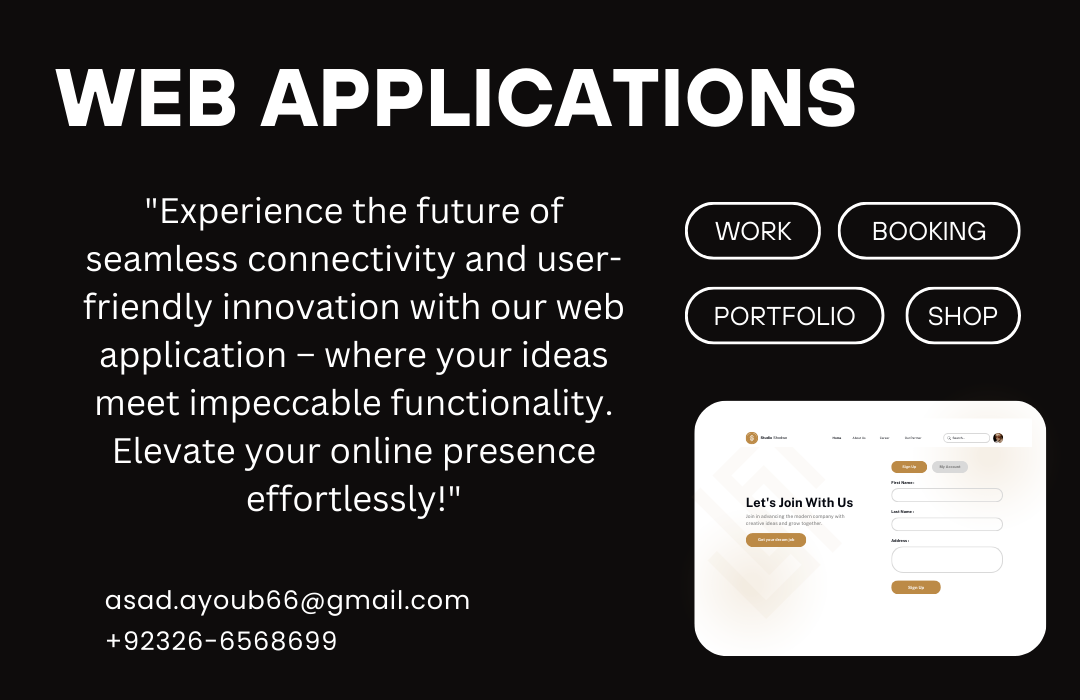 WEB APPLICATIONS
"Experience the future of
seamless connectivity and user-
friendly innovation with our web
application – where your ideas
meet impeccable functionality.
Elevate your online presence
effortlessly!"
asad.ayoub66@gmail.com
+92326-6568699
WORK BOOKING
PORTFOLIO SHOP
Studio Shodwe Home About Us Career Our Service Search...
Sign Up My Account
First Name :
Last Name :
Address :
Sign Up
Let's Join With Us
Join in advancing the modern company with
creative ideas and grow together.
Get your dream job